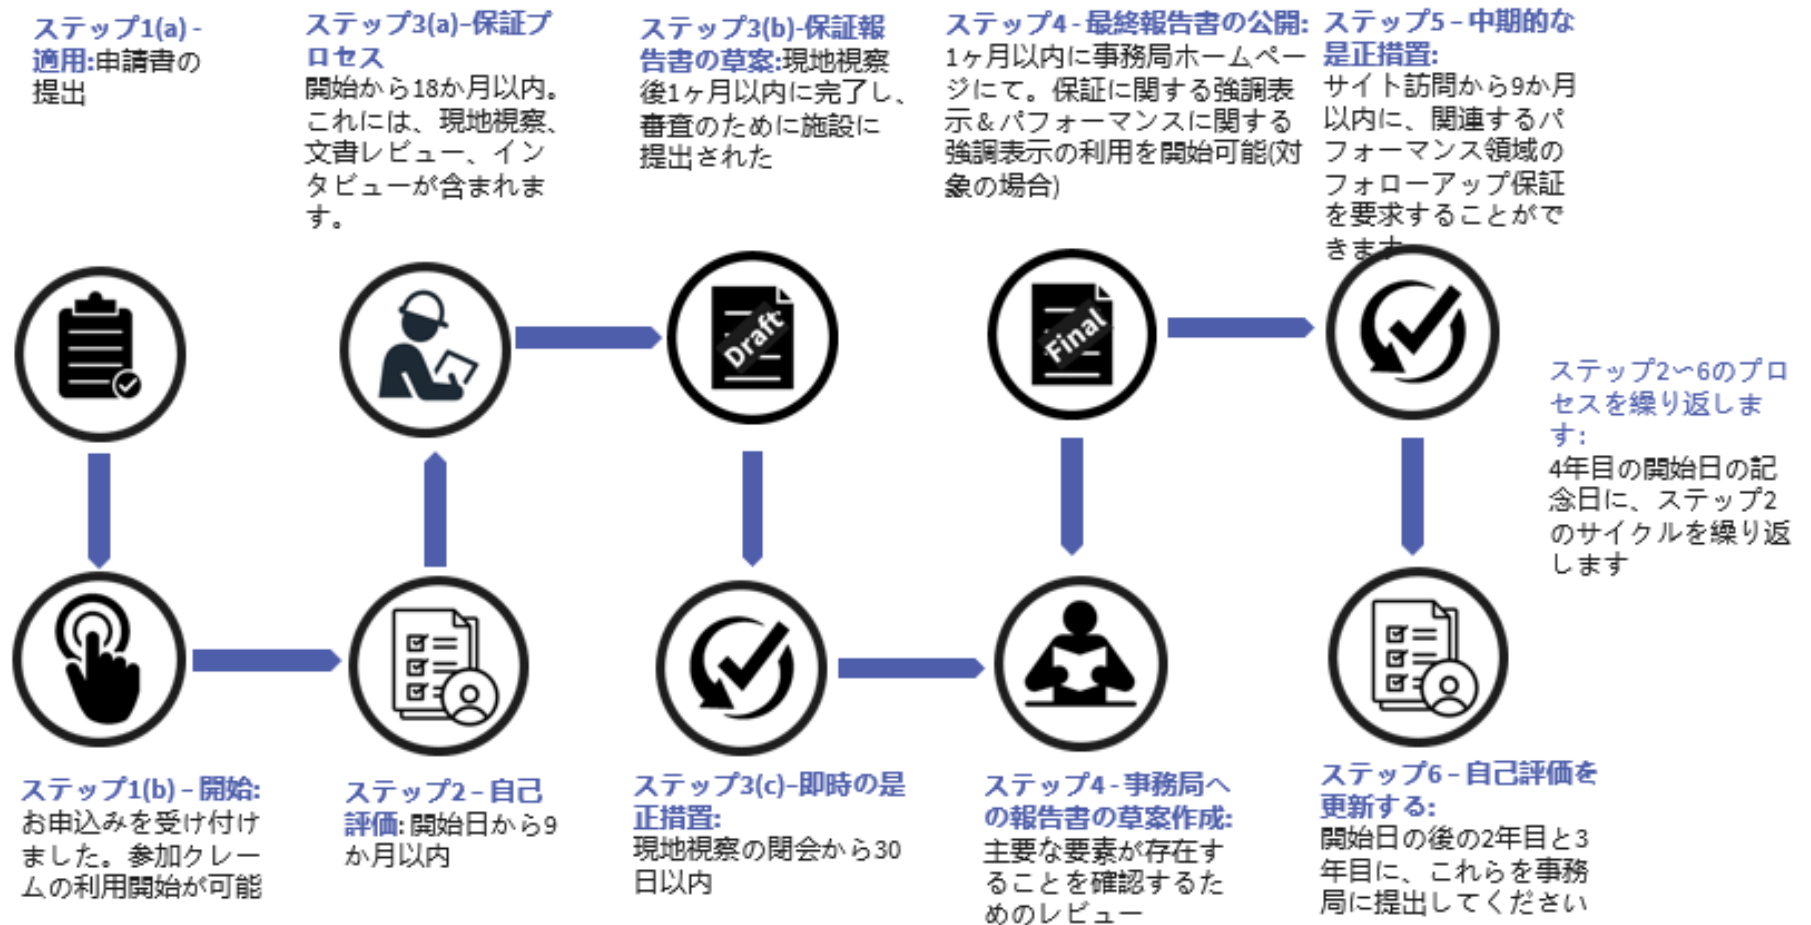 ステップ1(a) -
適用:申請書の
提出
ステップ3(a)–保証プ
ロセス
開始から18か月以内。
これには、現地視察、
文書レビュー、イン
タビューが含まれま
す。
ステップ3(b)-保証報
告書の草案:現地視察
後1ヶ月以内に完了し、
審査のために施設に
提出された
ステップ4 - 最終報告書の公開:
1ヶ月以内に事務局ホームペー
ジにて。保証に関する強調表
示＆パフォーマンスに関する
強調表示の利用を開始可能(対
象の場合)
ステップ5 – 中期的な
是正措置:
サイト訪問から9か月
以内に、関連するパ
フォーマンス領域の
フォローアップ保証
を要求することがで
きます
Draft
Final
ステップ2〜6のプロ
セスを繰り返しま
す:
4年目の開始日の記
念日に、ステップ2
のサイクルを繰り返
します
ステップ1(b) – 開始:
お申込みを受け付け
ました。参加クレー
ムの利用開始が可能
ステップ2 – 自己
評価: 開始日から9
か月以内
ステップ3(c)–即時の是
正措置:
現地視察の閉会から30
日以内
ステップ4 - 事務局へ
の報告書の草案作成:
主要な要素が存在す
ることを確認するた
めのレビュー
ステップ6 – 自己評価を
更新する:
開始日の後の2年目と3
年目に、これらを事務
局に提出してください